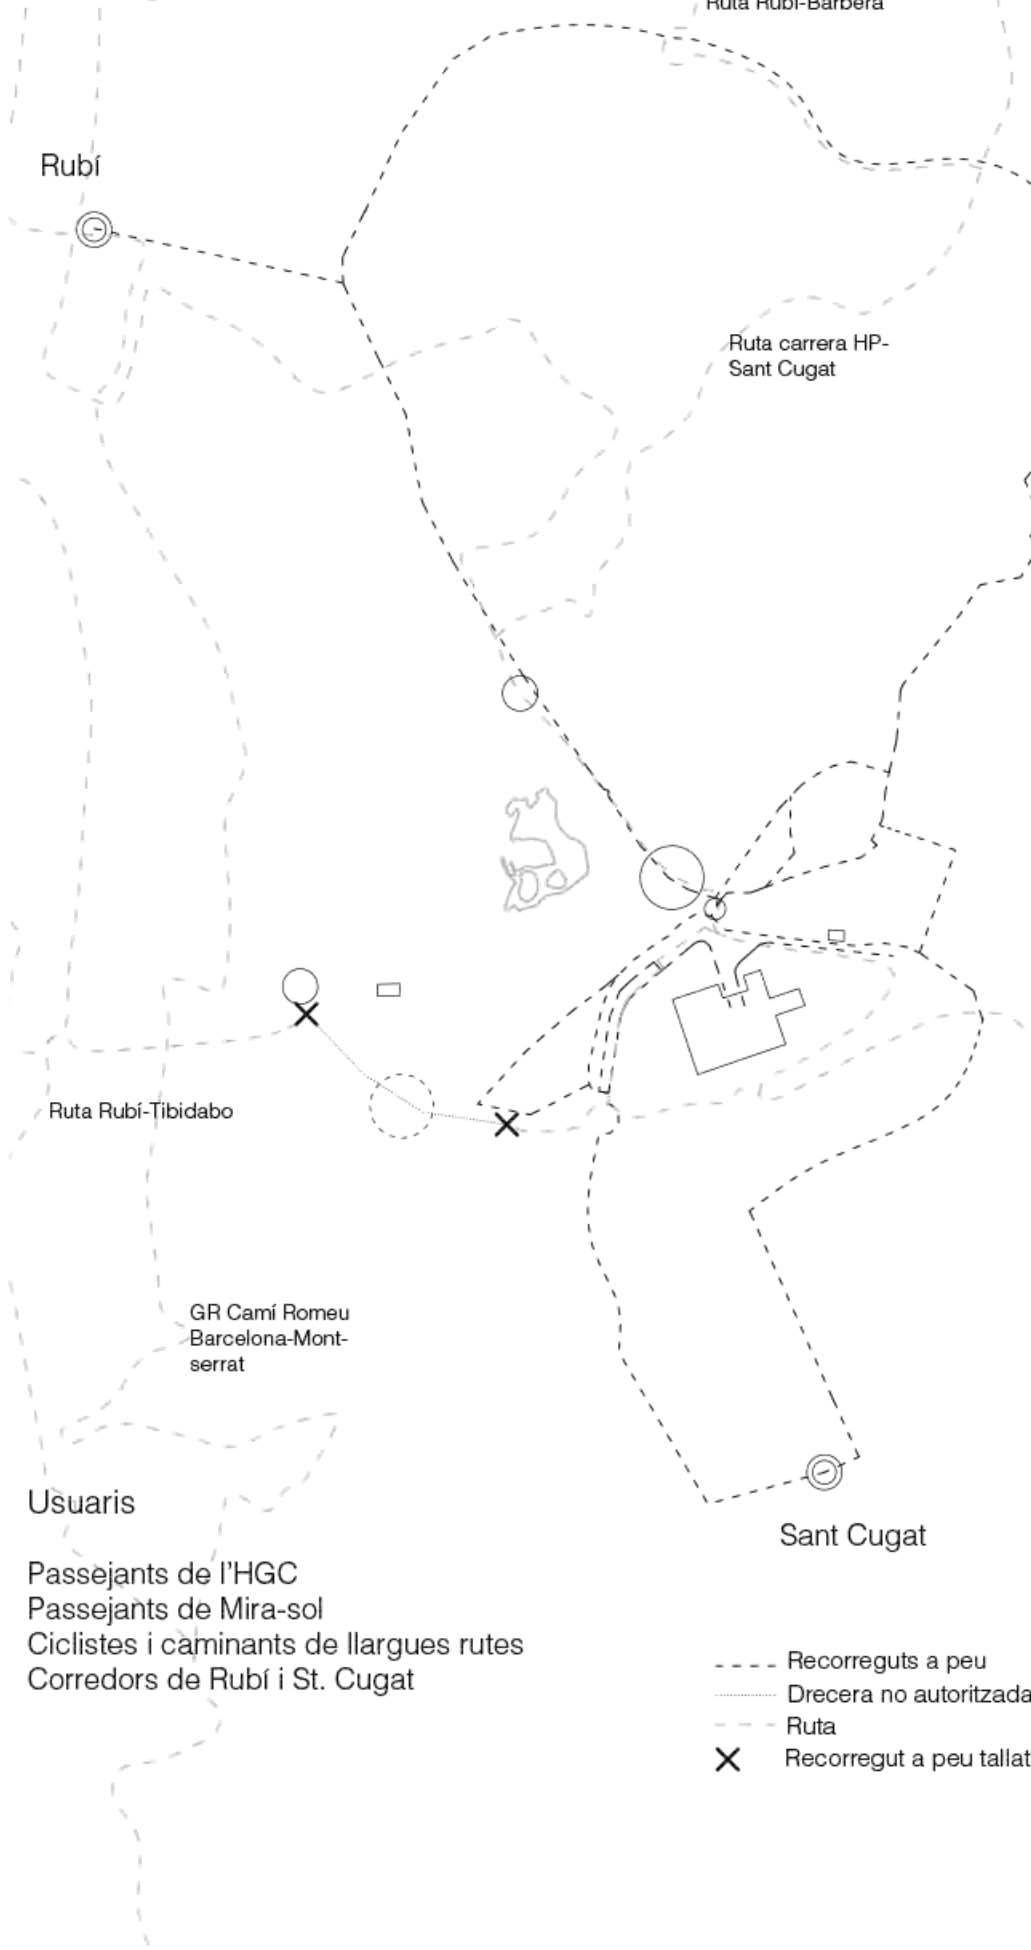 Ruta Rubí-Barberà
Rubí
Ruta carrera HP-
Sant Cugat
Ruta Rubí-Tibidabo
GR Camí Romeu
Barcelona-Mont-
serrat
Usuaris
Sant Cugat
Passejants de l'HGC
Passejants de Mira-sol
Ciclistes i caminants de llargues rutes
Corredors de Rubí i St. Cugat
Recorreguts a peu
Drecera no autoritzada
Ruta
Recorregut a peu tallat